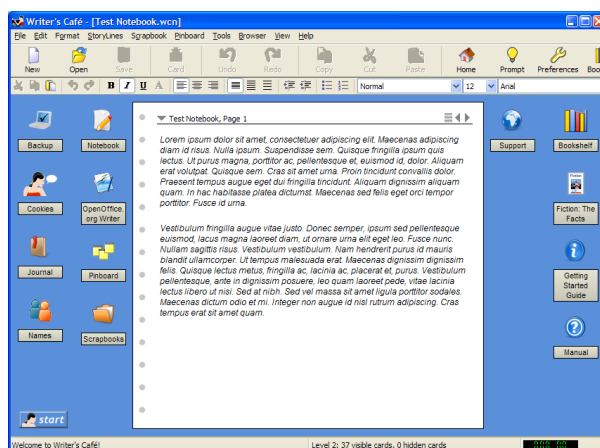 Writer's Café - [Test Notebook.wcn]
File Edit Format StoryLines Scrapbook Pinboard Tools Browser View Help
New Open Save Card Undo Redo Copy Cut Paste Home Prompt Preferences Boo
B I U A Normal 12 Arial
Test Notebook, Page 1
Lorem ipsum dolor sit amet, consectetuer adipiscing elit. Maecenas adipiscing
diam id risus. Nulla ipsum. Suspendisse sem. Quisque fringilla ipsum quis
lectus. Ut purus magna, porttitor ac, pellentesque et, euismod id, dolor. Aliquam
erat volutpat. Quisque sem. Cras sit amet urna. Proin tincidunt convallis dolor.
Praesent tempus augue eget dui fringilla tincidunt. Aliquam dignissim aliquam
quam. In hac habitasse platea dictumst. Maecenas sed felis eget orci tempor
porttitor. Fusce id urna.
Vestibulum fringilla augue vitae justo. Donec semper, ipsum sed pellentesque
euismod, lacus magna laoreet diam, ut ornare urna elit eget leo. Fusce nunc.
Nullam sagittis risus. Vestibulum vestibulum. Nam hendrerit purus id mauris
blandit ullamcorper. Ut tempus malesuada erat. Maecenas dignissim dignissim
felis. Quisque lectus metus, fringilla ac, lacinia ac, placerat et, purus. Vestibulum
pellentesque, ante in dignissim posuere, leo quam laoreet pede, vitae lacinia
lectus libero ut nisi. Sed at nibh. Sed vel massa sit amet ligula porttitor sodales.
Maecenas dictum odio et mi. Integer non augue id nisl rutrum adipiscing. Cras
tempus erat sit amet quam.
Backup
Notebook
Cookies
OpenOffice.
org Writer
Journal
Pinboard
Names
Scrapbooks
Support
Bookshelf
Fiction: The
Facts
Getting
Started
Guide
Manual
start
Welcome to Writer's Café!
Level 2: 37 visible cards, 0 hidden cards